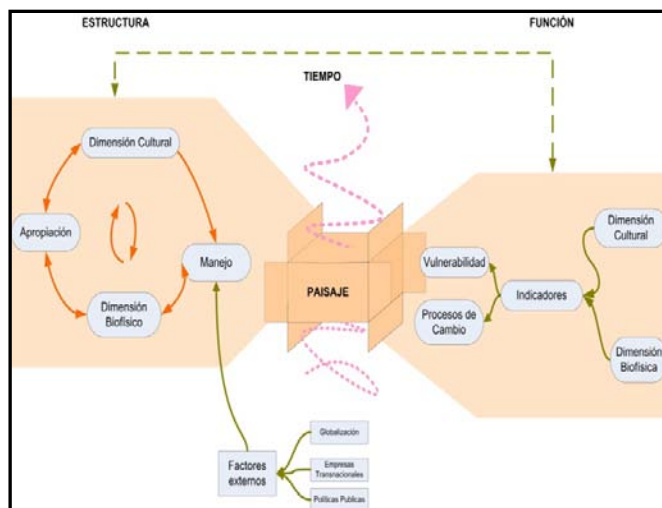 ESTRUCTURA
FUNCIÓN
TIEMPO
Dimensión Cultural
Apropiación
Manejo
Dimensión
Biofísico
PAISAJE
Vulnerabilidad
Procesos de
Cambio
Indicadores
Dimensión
Cultural
Dimensión
Biofísica
Factores
externos
Globalización
Empresas
Transnacionales
Políticas Publicas